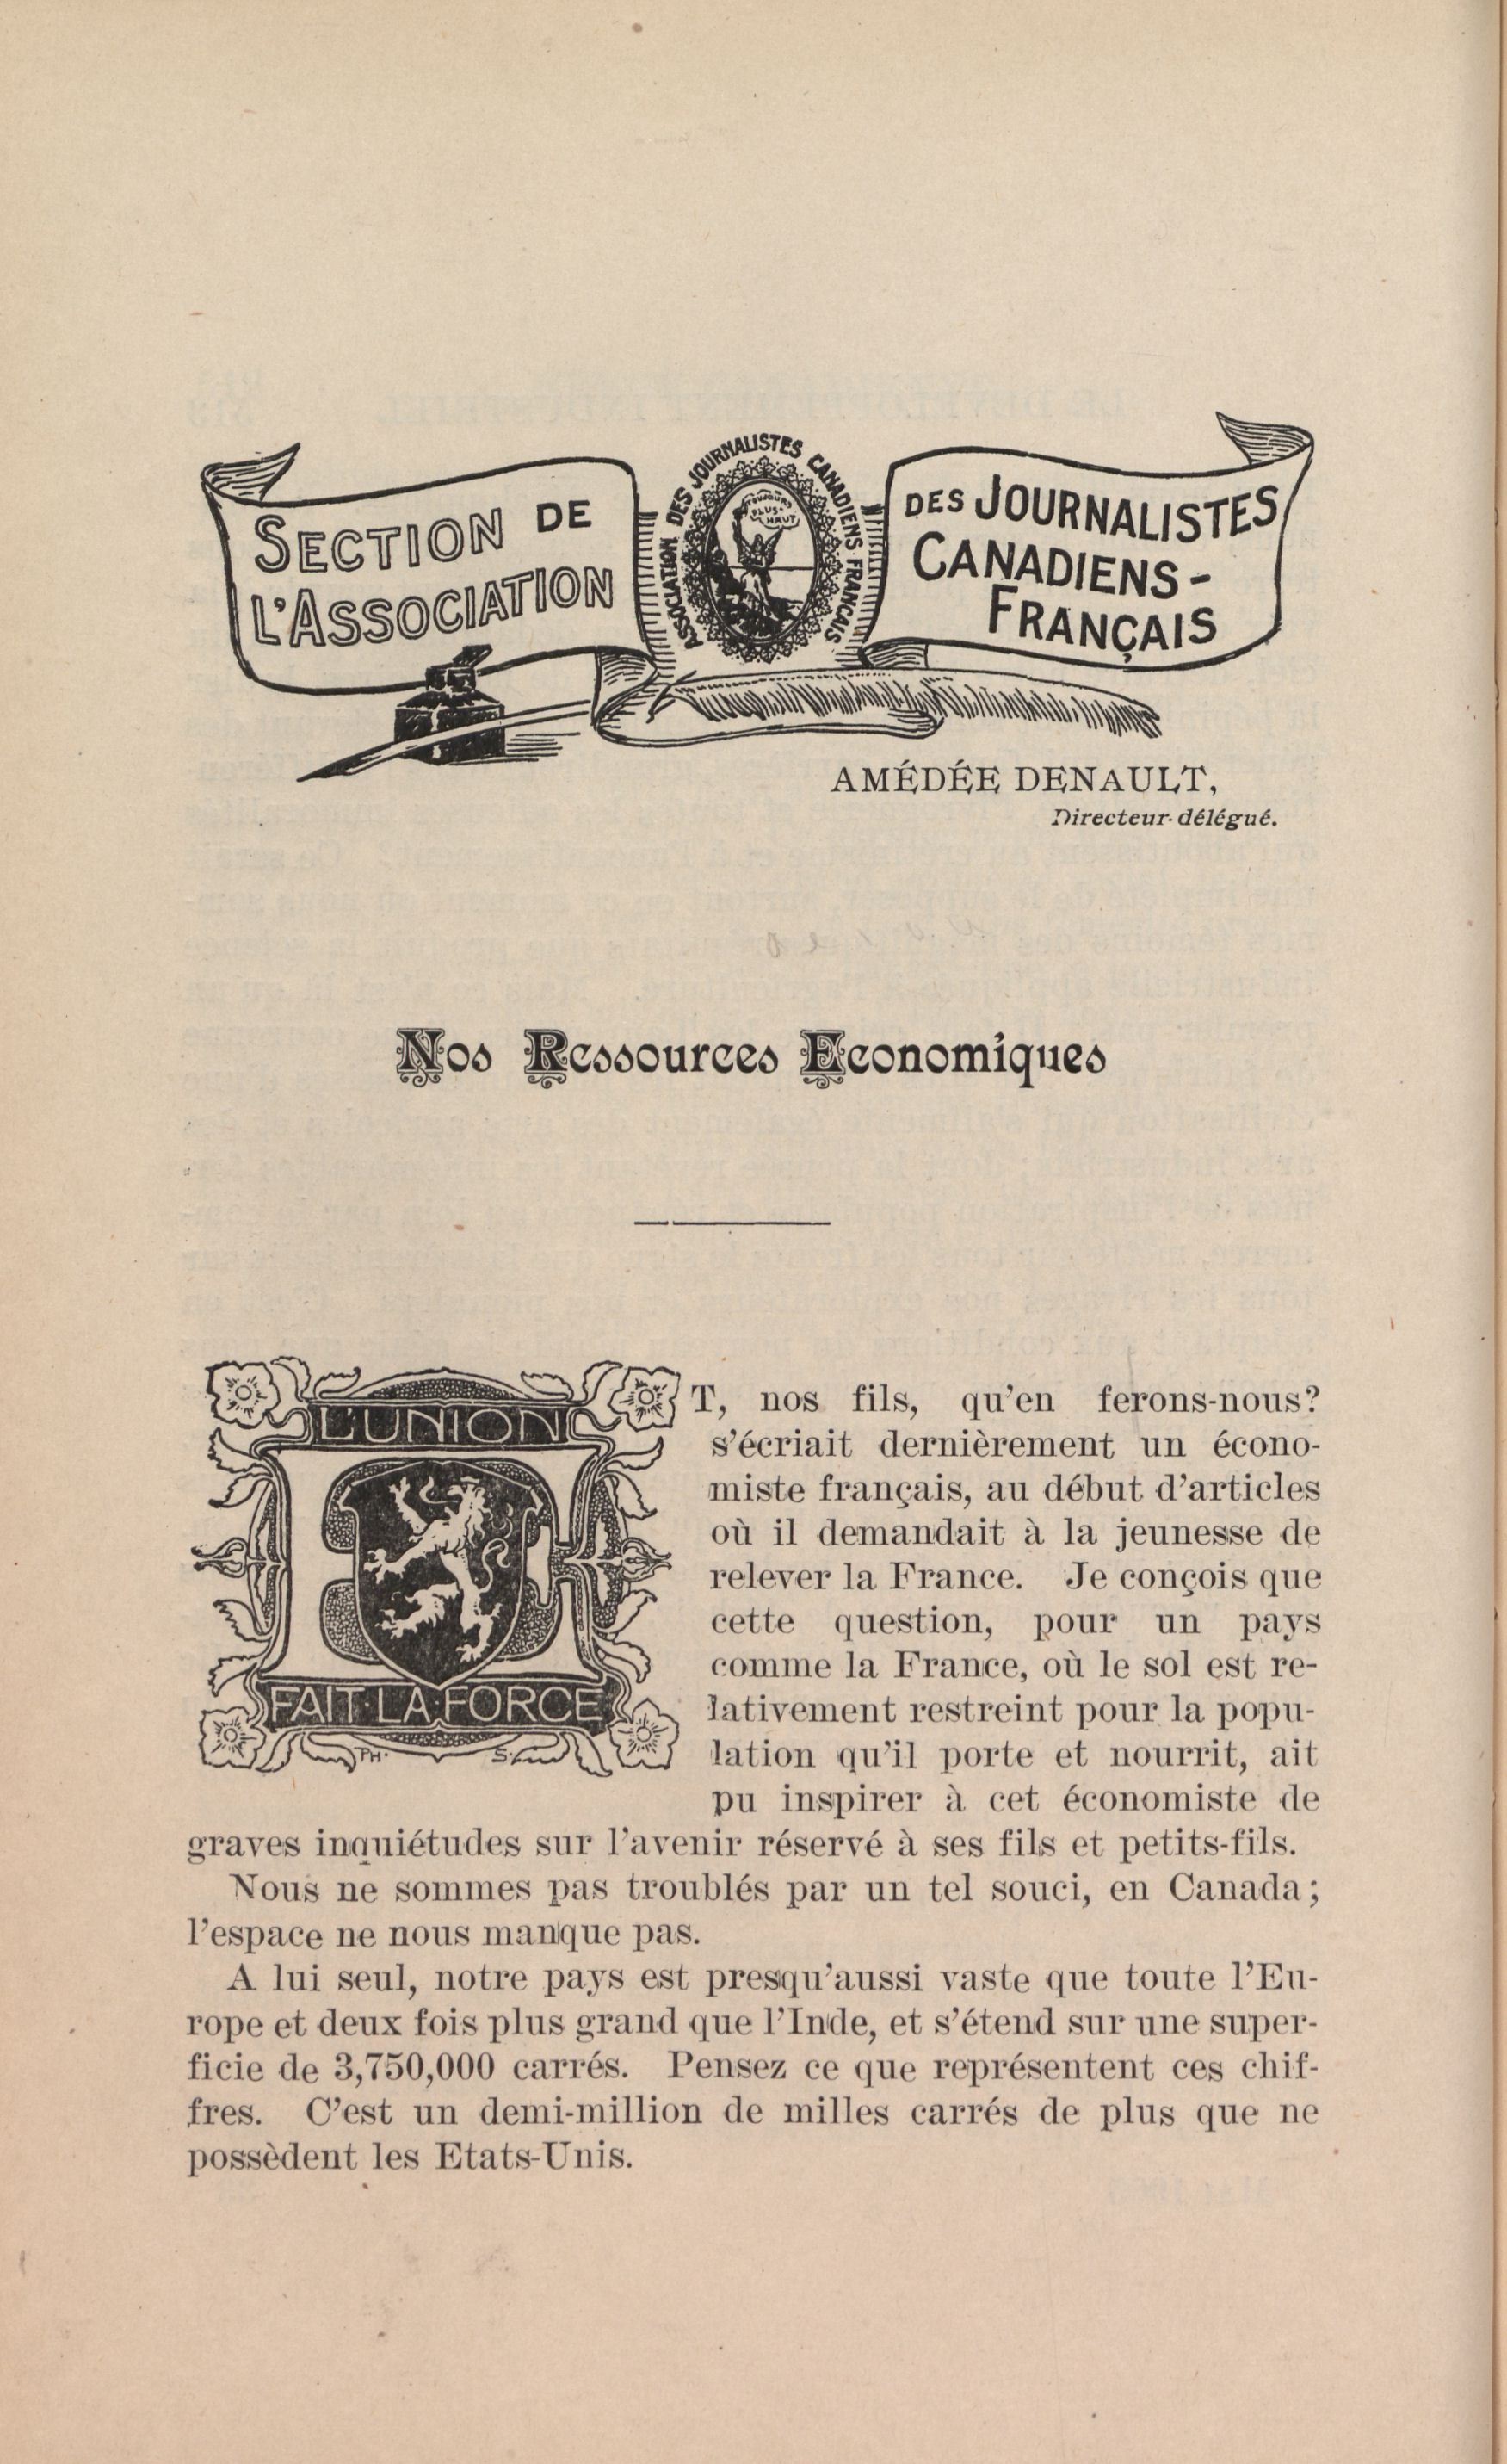 SECTION DE
L'ASSOCIATION
ASSOCIATION DES JOURNALISTES CANADIENS FRANÇAIS
TOUJOURS
PLUS-
HAUT
DES JOURNALISTES
CANADIENS-
FRANÇAIS
AMÉDÉE DENAULT,
Directeur-délégué.
Nos Ressources Economiques
L'UNION
FAIT LA FORCE
PH. S.
ET, nos fils, qu'en ferons-nous?
s'écriait dernièrement un écono-
miste français, au début d'articles
où il demandait à la jeunesse de
relever la France. Je conçois que
cette question, pour un pays
comme la France, où le sol est re-
lativement restreint pour la popu-
lation qu'il porte et nourrit, ait
pu inspirer à cet économiste de
graves inquiétudes sur l'avenir réservé à ses fils et petits-fils.
Nous ne sommes pas troublés par un tel souci, en Canada;
l'espace ne nous manque pas.
A lui seul, notre pays est presqu'aussi vaste que toute l'Eu-
rope et deux fois plus grand que l'Inde, et s'étend sur une super-
ficie de 3,750,000 carrés. Pensez ce que représentent ces chif-
fres. C'est un demi-million de milles carrés de plus que ne
possèdent les Etats-Unis.